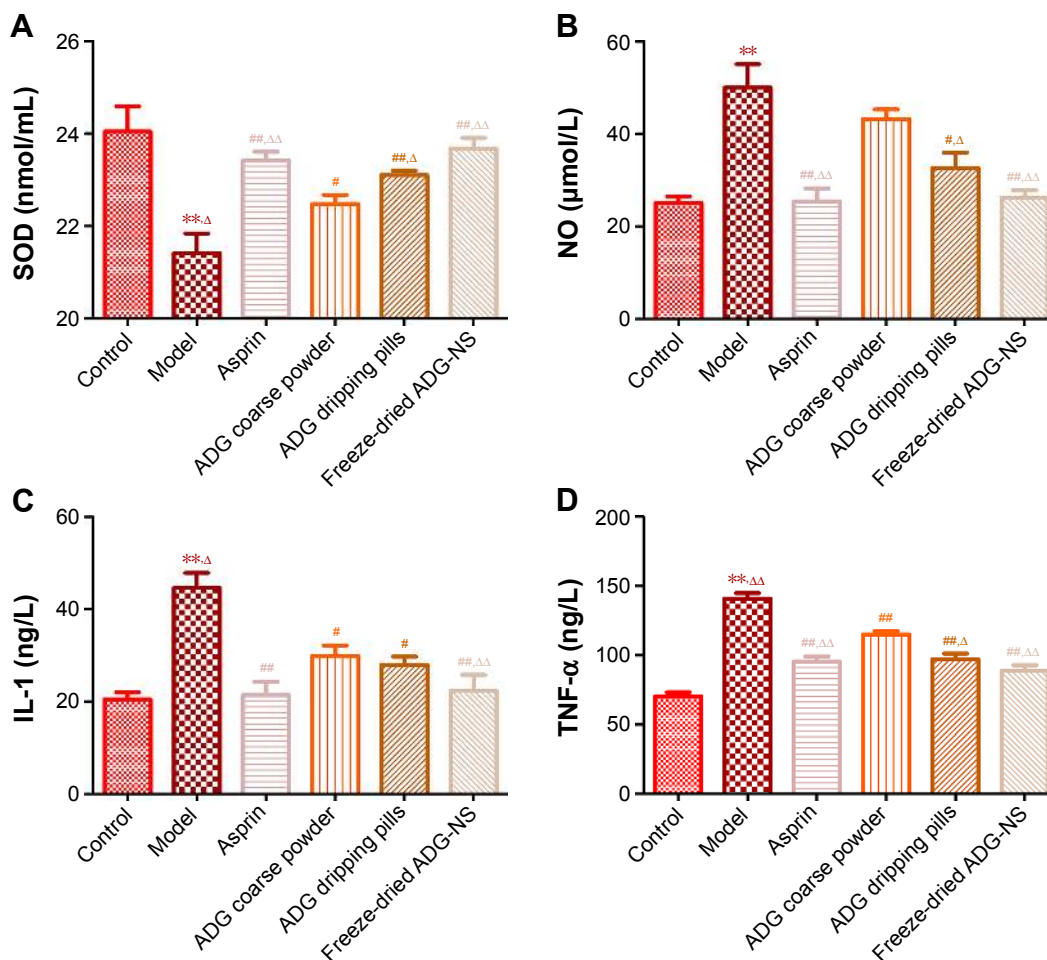 A
SOD (nmol/mL)
26
24
22
20
**,Δ
##,ΔΔ
#
##,Δ
##,ΔΔ
Control
Model
Asprin
ADG coarse powder
ADG dripping pills
Freeze-dried ADG-NS
B
NO (µmol/L)
60
40
20
0
**
##,ΔΔ
#,Δ
##,ΔΔ
Control
Model
Asprin
ADG coarse powder
ADG dripping pills
Freeze-dried ADG-NS
C
IL-1 (ng/L)
60
40
20
0
**,Δ
##
#
#
##,ΔΔ
Control
Model
Asprin
ADG coarse powder
ADG dripping pills
Freeze-dried ADG-NS
D
TNF-α (ng/L)
200
150
100
50
0
**,ΔΔ
##,ΔΔ
##
##,Δ
##,ΔΔ
Control
Model
Asprin
ADG coarse powder
ADG dripping pills
Freeze-dried ADG-NS